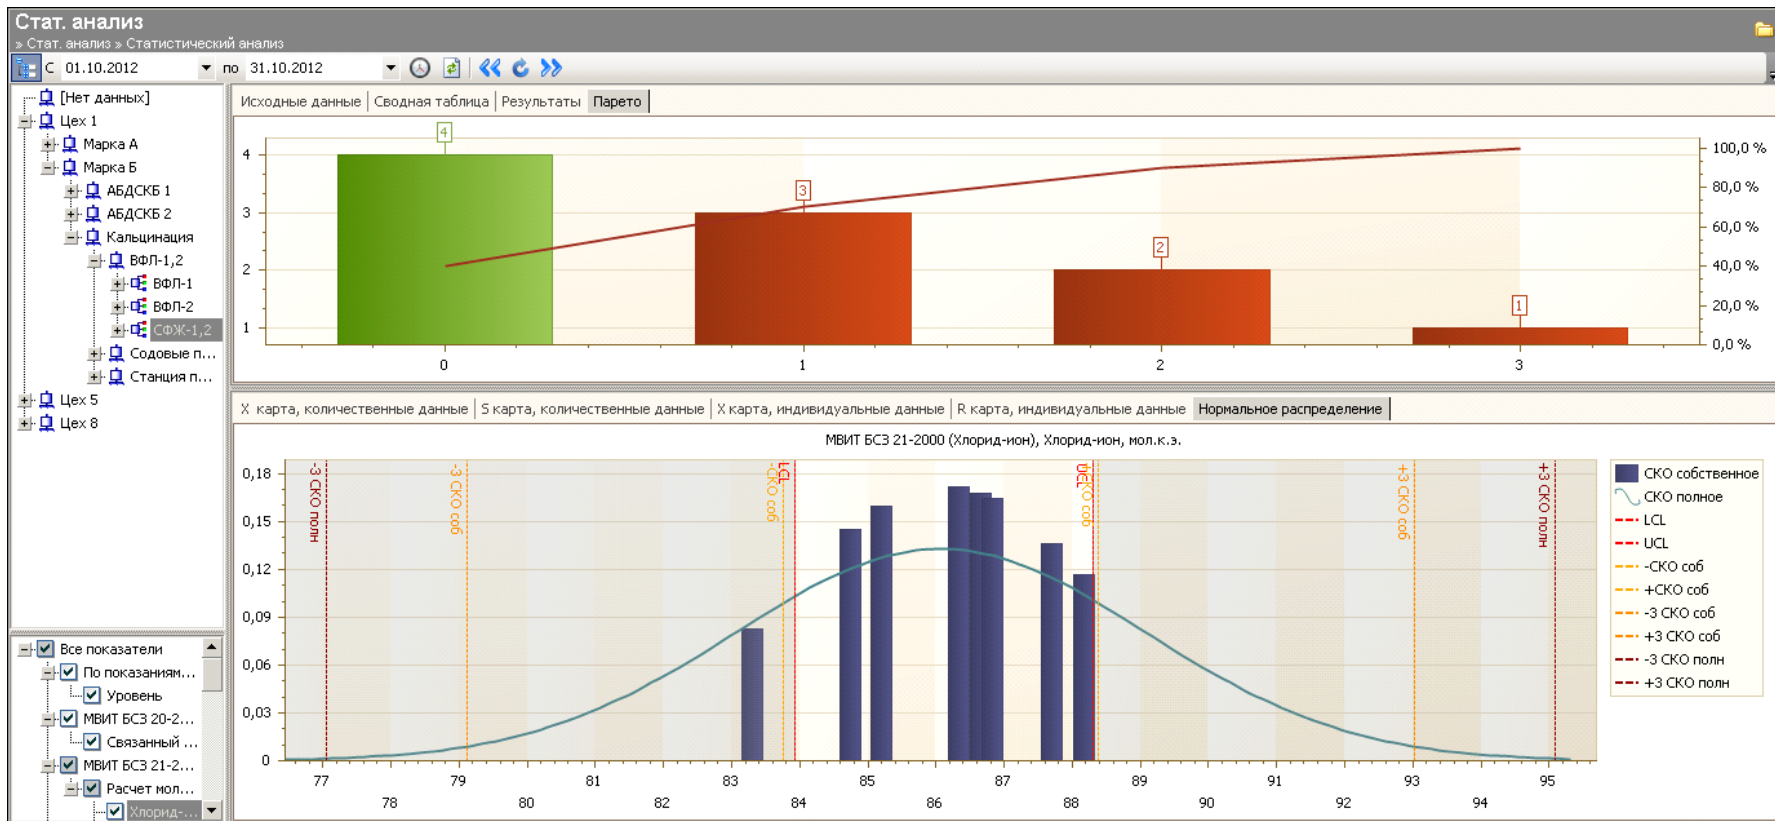 Стат. анализ
» Стат. анализ » Статистический анализ
С 01.10.2012 по 31.10.2012
[Нет данных]
Цех 1
Марка А
Марка Б
АБДСКБ 1
АБДСКБ 2
Кальцинация
ВФЛ-1,2
ВФЛ-1
ВФЛ-2
СФЖ-1,2
Содовые п...
Станция п...
Цех 5
Цех 8
Все показатели
По показаниям...
Уровень
МВИТ БСЗ 20-2...
Связанный ...
МВИТ БСЗ 21-2...
Расчет мол...
Хлорид-...
Исходные данные Сводная таблица Результаты Парето
4
3
2
1
4
3
2
1
100,0 %
80,0 %
60,0 %
40,0 %
20,0 %
0,0 %
0 1 2 3
X карта, количественные данные S карта, количественные данные X карта, индивидуальные данные R карта, индивидуальные данные Нормальное распределение
МВИТ БСЗ 21-2000 (Хлорид-ион), Хлорид-ион, мол.к.э.
0,18
0,15
0,12
0,09
0,06
0,03
0
-3 СКО полн
-3 СКО соб
-СКО соб
LCL
UCL
+СКО соб
+3 СКО соб
+3 СКО полн
77 79 81 83 85 87 89 91 93 95
78 80 82 84 86 88 90 92 94
СКО собственное
СКО полное
LCL
UCL
-СКО соб
+СКО соб
-3 СКО соб
+3 СКО соб
-3 СКО полн
+3 СКО полн